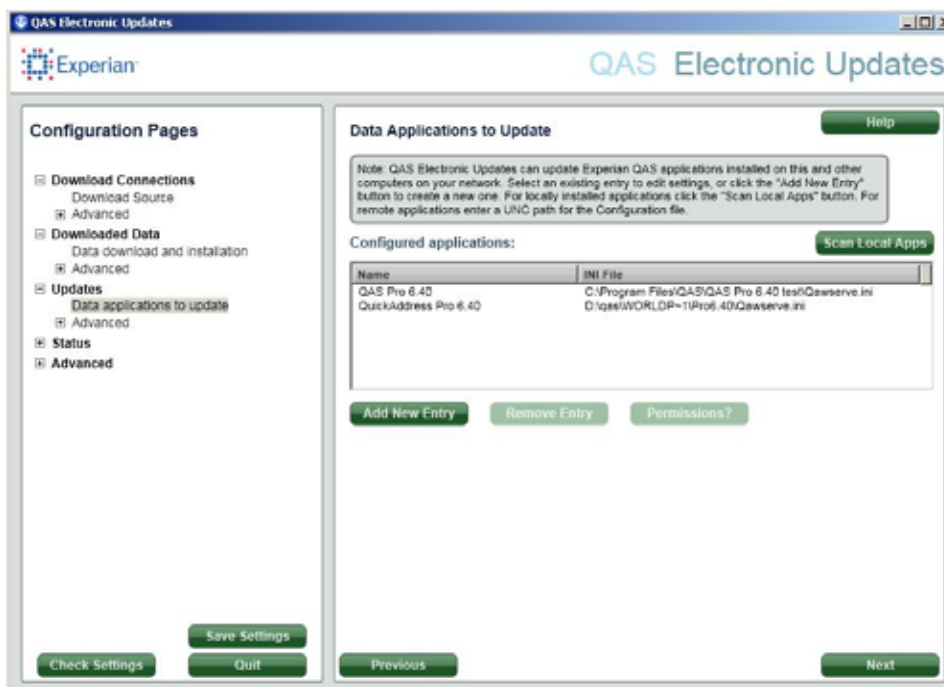 QAS Electronic Updates
Experian
QAS Electronic Updates
Configuration Pages
Download Connections
Download Source
Advanced
Downloaded Data
Data download and installation
Advanced
Updates
Data applications to update
Advanced
Status
Advanced
Save Settings
Check Settings
Quit
Data Applications to Update
Help
Note: QAS Electronic Updates can update Experian QAS applications installed on this and other
computers on your network. Select an existing entry to edit settings, or click the "Add New Entry"
button to create a new one. For locally installed applications click the "Scan Local Apps" button. For
remote applications enter a UNC path for the Configuration file.
Configured applications:
Scan Local Apps
Name INI File
QAS Pro 6.40 C:\Program Files\QAS\QAS Pro 6.40 test\Qawserve.ini
QuickAddress Pro 6.40 D:\qas\WORLDP~1\Pro6.40\Qawserve.ini
Add New Entry
Remove Entry
Permissions?
Previous
Next